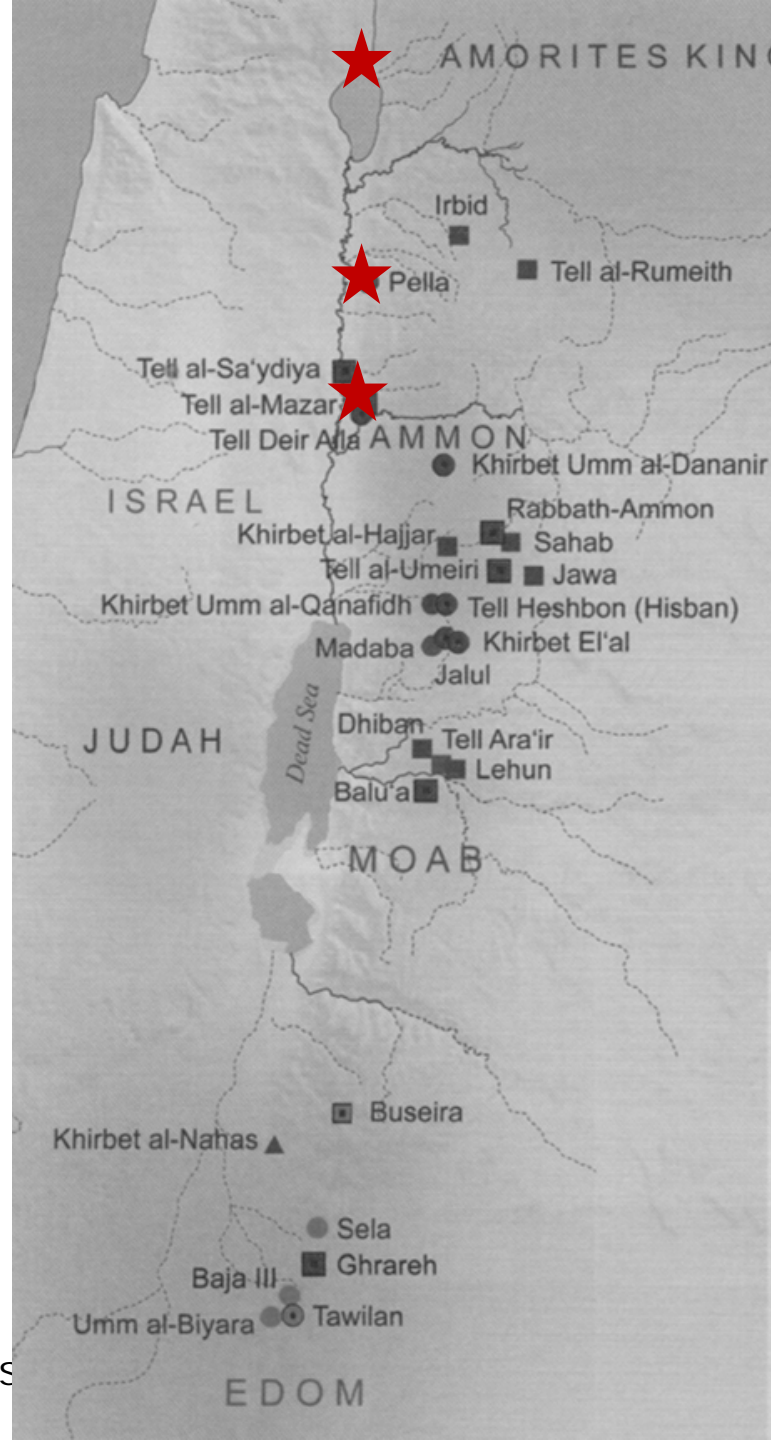 AMORITES KING
Irbid
Tell al-Rumeith
Pella
Tell al-Sa‘ydiya
Tell al-Mazar
Tell Deir Alla
AMMON
Khirbet Umm al-Dananir
ISRAEL
Rabbath-Ammon
Khirbet al-Hajjar
Sahab
Tell al-Umeiri
Jawa
Khirbet Umm al-Qanafidh
Tell Heshbon (Hisban)
Madaba
Khirbet El‘al
Jalul
Dead Sea
Dhiban
JUDAH
Tell Ara‘ir
Lehun
Balu‘a
MOAB
Buseira
Khirbet al-Nahas
Sela
Ghrareh
Baja III
Umm al-Biyara
Tawilan
S
EDOM